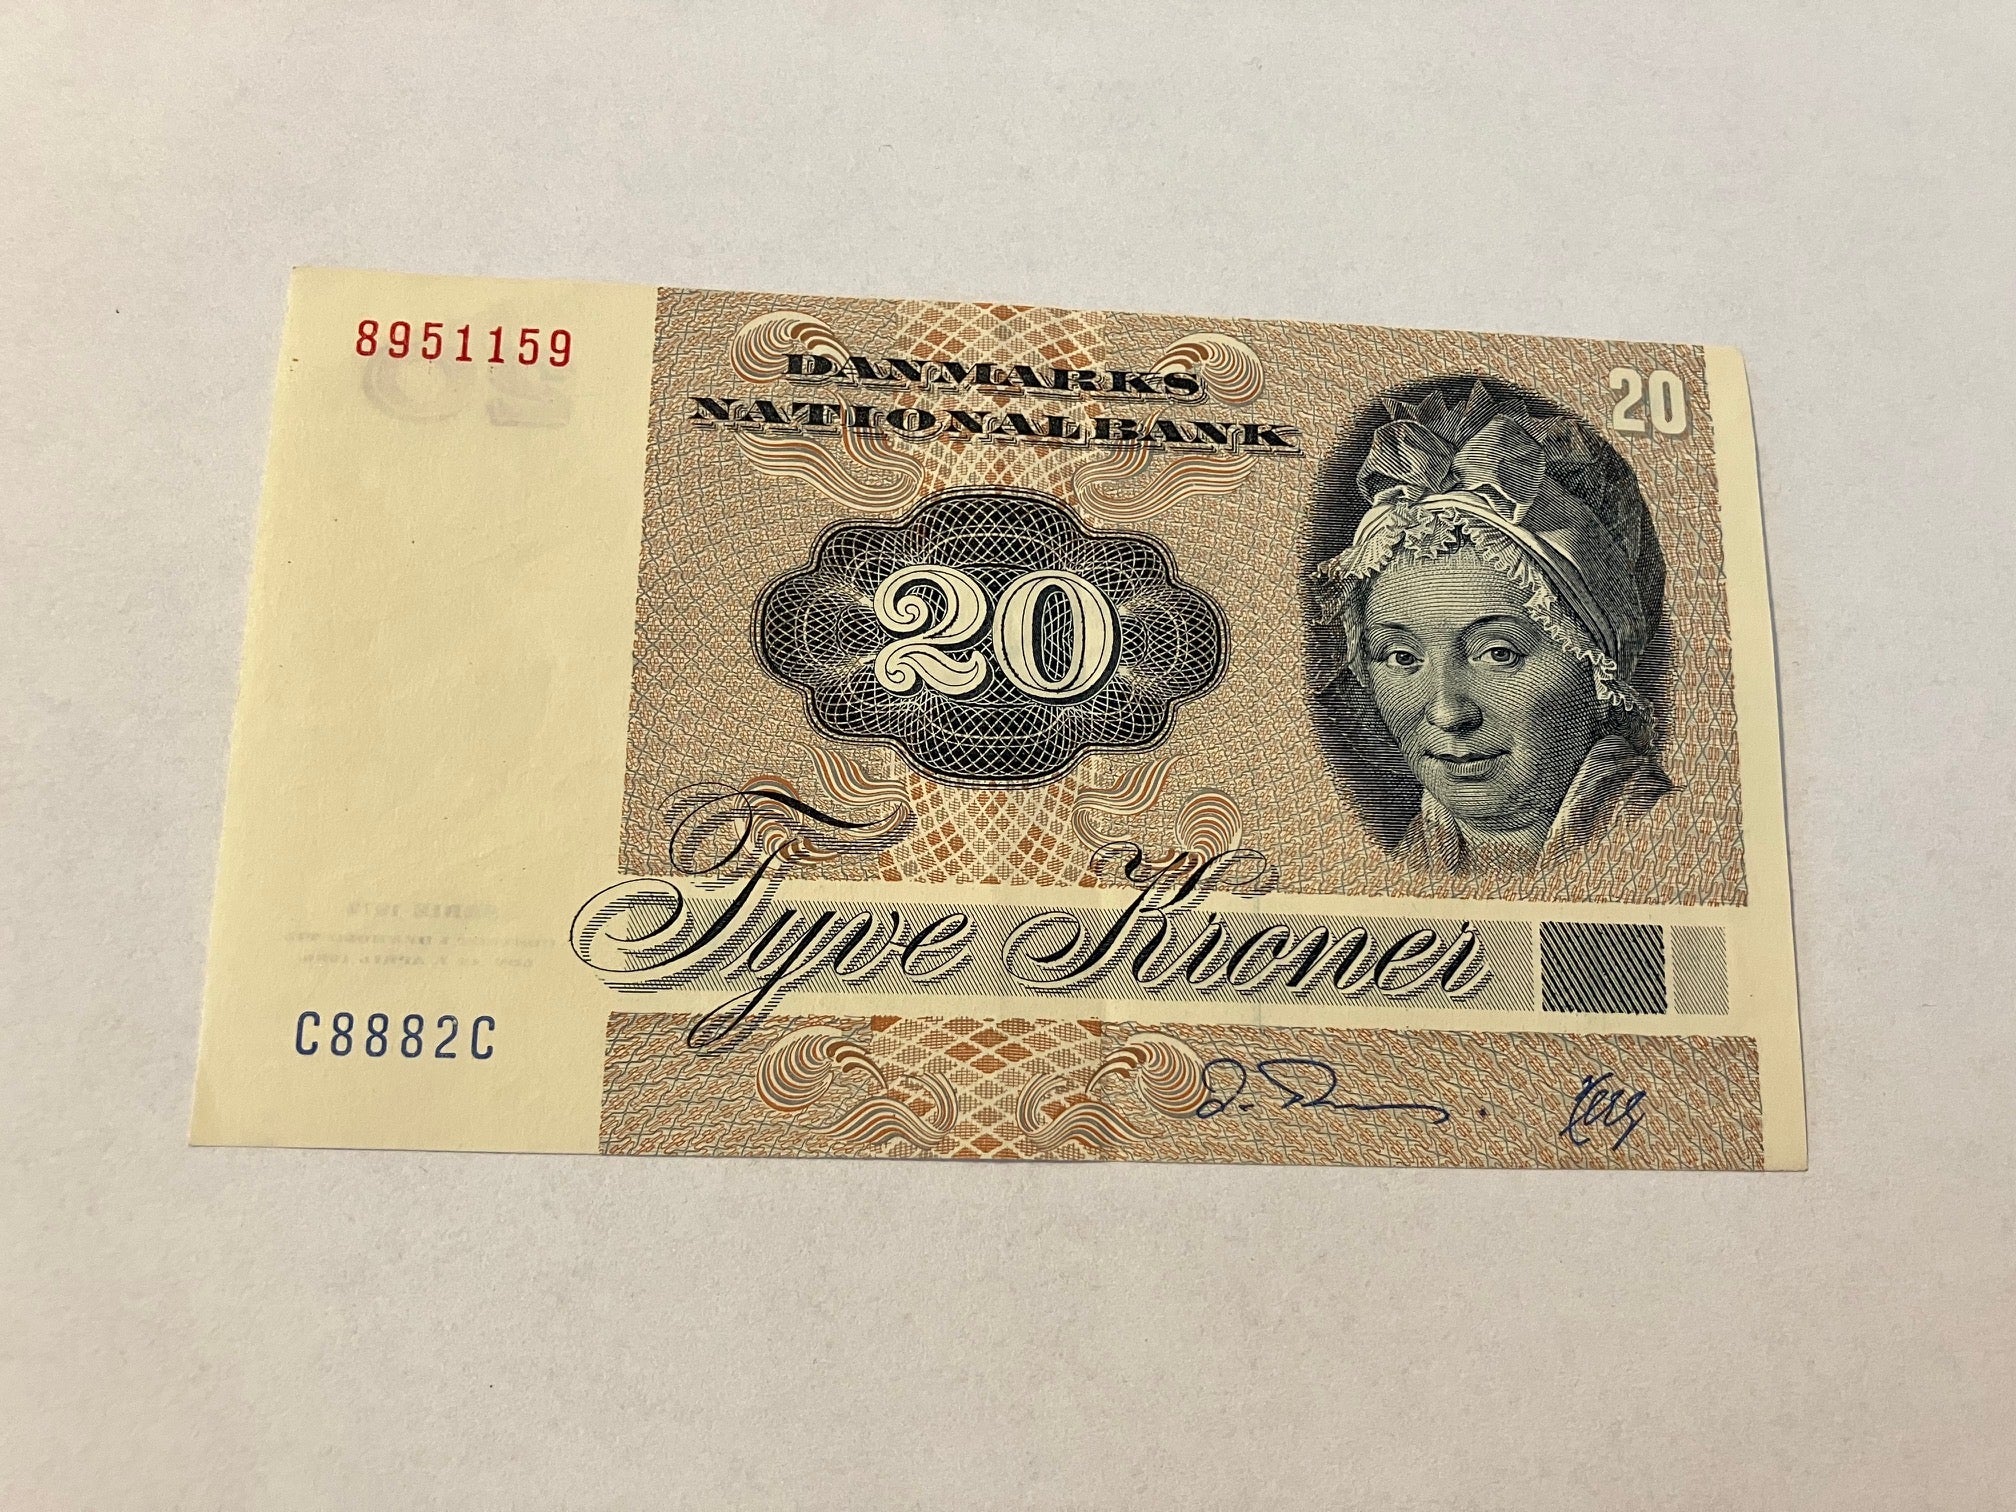 8951159
DANMARKS
NATIONALBANK
20
20
Tyve Kroner
C8882C